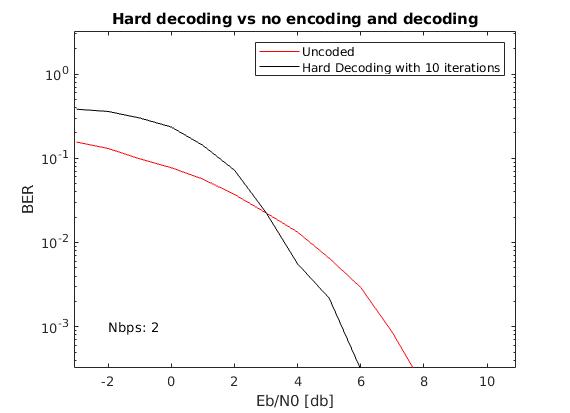 Hard decoding vs no encoding and decoding
Uncoded
Hard Decoding with 10 iterations
10^0
10^-1
10^-2
10^-3
BER
Nbps: 2
-2 0 2 4 6 8 10
Eb/N0 [db]